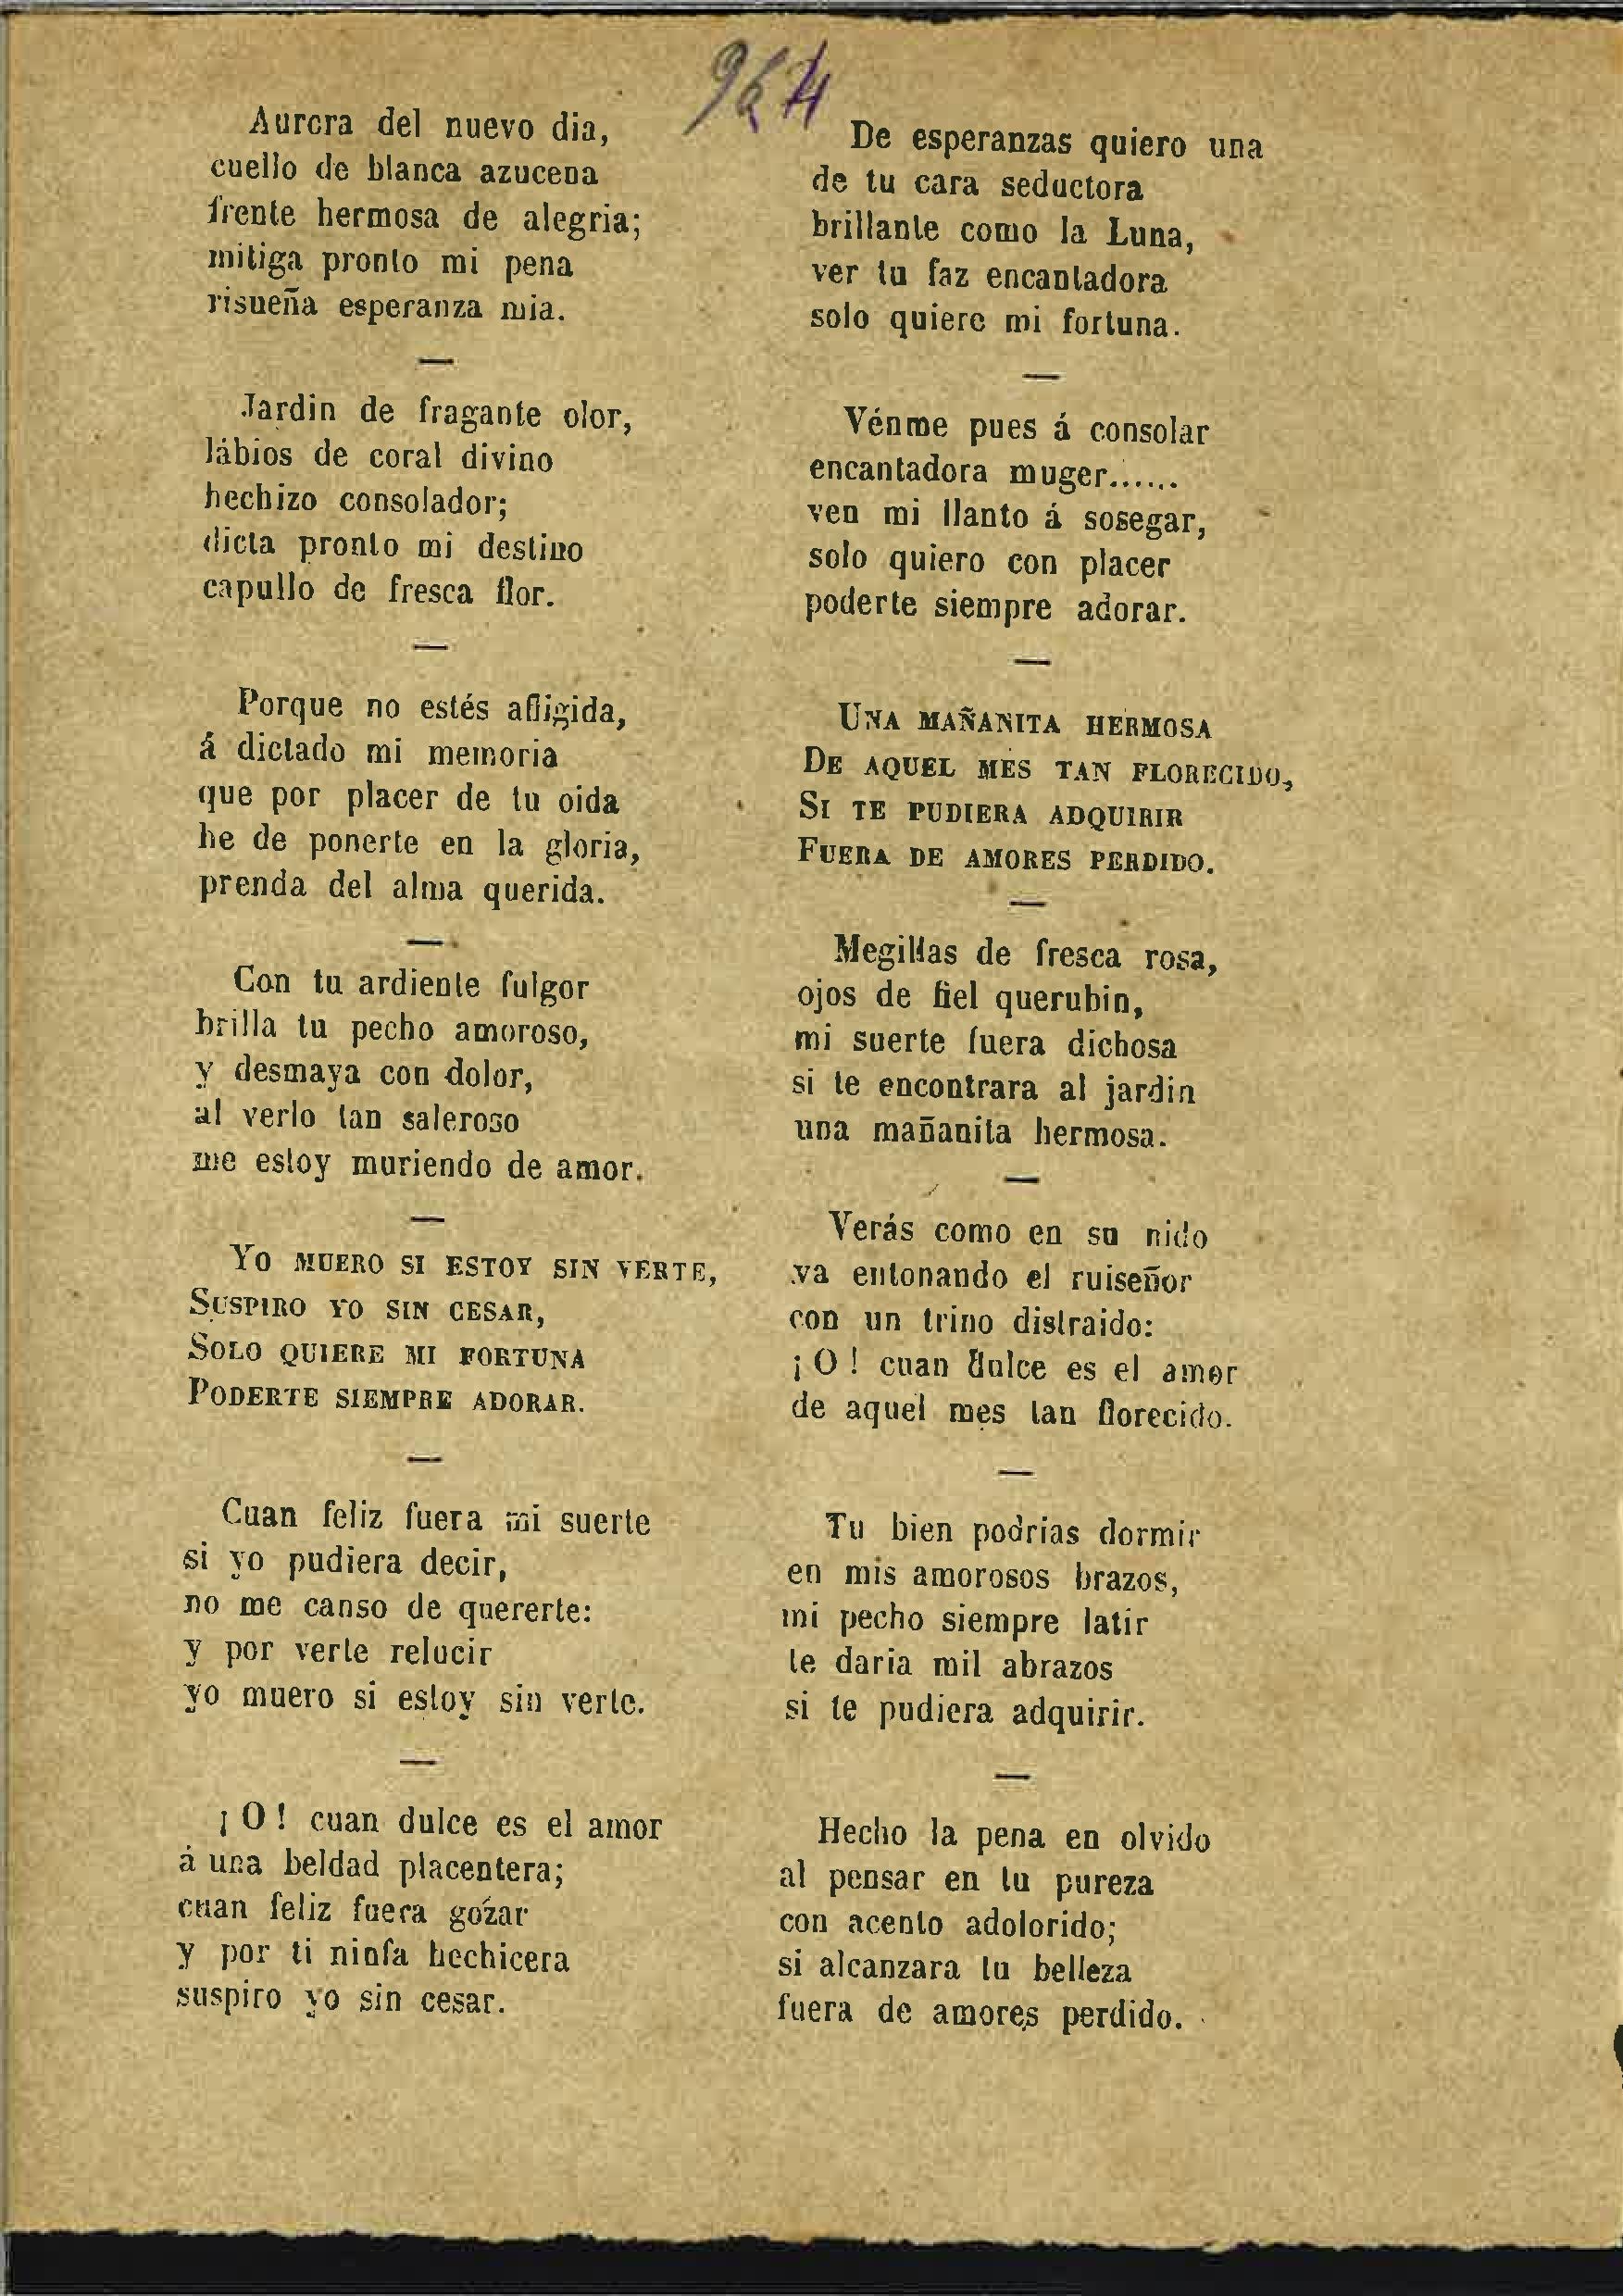 964
Aurora del nuevo dia,
cuello de blanca azucena
frente hermosa de alegria;
mitiga pronto mi pena
risueña esperanza mia.
—
Jardin de fragante olor,
lábios de coral divino
hechizo consolador;
dicta pronto mi destino
capullo de fresca flor.
—
Porque no estés afligida,
á dictado mi memoria
que por placer de tu oida
he de ponerte en la gloria,
prenda del alma querida.
—
Con tu ardiente fulgor
brilla tu pecho amoroso,
y desmaya con dolor,
al verlo tan saleroso
me estoy muriendo de amor.
—
YO MUERO SI ESTOY SIN VERTE,
SUSPIRO YO SIN CESAR,
SOLO QUIERE MI FORTUNA
PODERTE SIEMPRE ADORAR.
—
Cuan feliz fuera mi suerte
si yo pudiera decir,
no me canso de quererte:
y por verte relucir
yo muero si estoy sin verte.
—
¡O! cuan dulce es el amor
á una beldad placentera;
cuan feliz fuera gozar
y por ti ninfa hechicera
suspiro yo sin cesar.
De esperanzas quiero una
de tu cara seductora
brillante como la Luna,
ver tu faz encantadora
solo quiere mi fortuna.
—
Vénme pues á consolar
encantadora muger......
ven mi llanto á sosegar,
solo quiero con placer
poderte siempre adorar.
—
UNA MAÑANITA HERMOSA
DE AQUEL MES TAN FLORECIDO,
SI TE PUDIERA ADQUIRIR
FUERA DE AMORES PERDIDO.
—
Megillas de fresca rosa,
ojos de fiel querubin,
mi suerte fuera dichosa
si te encontrara al jardin
una mañanita hermosa.
—
Verás como en su nido
va entonando el ruiseñor
con un trino distraido:
¡O! cuan dulce es el amor
de aquel mes tan florecido.
—
Tu bien podrias dormir
en mis amorosos brazos,
mi pecho siempre latir
te daria mil abrazos
si te pudiera adquirir.
—
Hecho la pena en olvido
al pensar en tu pureza
con acento adolorido;
si alcanzara tu belleza
fuera de amores perdido.